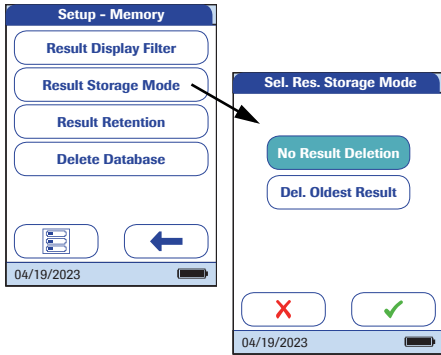 Setup - Memory
Result Display Filter
Result Storage Mode
Result Retention
Delete Database
04/19/2023
Sel. Res. Storage Mode
No Result Deletion
Del. Oldest Result
04/19/2023